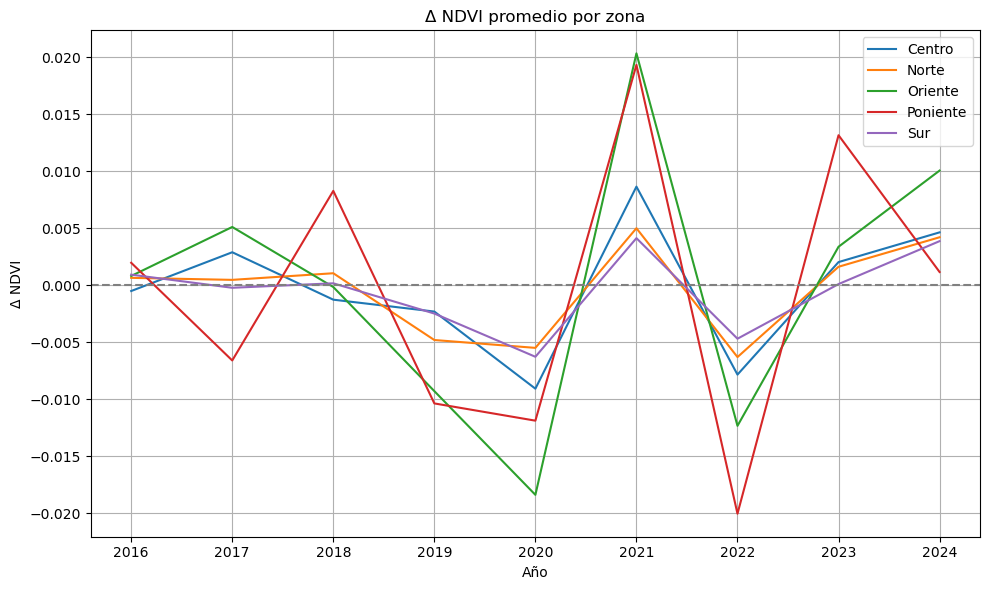 Δ NDVI promedio por zona
Centro
Norte
Oriente
Poniente
Sur
Δ NDVI
0.020
0.015
0.010
0.005
0.000
−0.005
−0.010
−0.015
−0.020
2016 2017 2018 2019 2020 2021 2022 2023 2024
Año